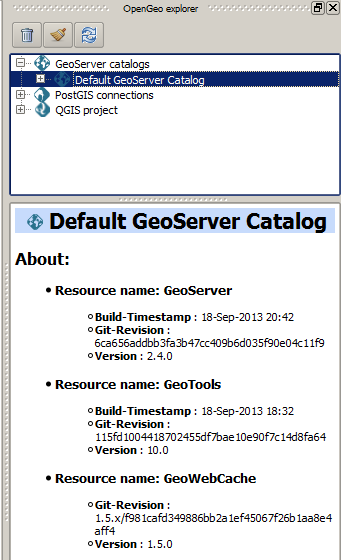 OpenGeo explorer
GeoServer catalogs
Default GeoServer Catalog
PostGIS connections
QGIS project
Default GeoServer Catalog
About:
• Resource name: GeoServer
Build-Timestamp : 18-Sep-2013 20:42
Git-Revision :
6ca656addbb3fa3b47cc409b6d035f90e04c11f9
Version : 2.4.0
• Resource name: GeoTools
Build-Timestamp : 18-Sep-2013 18:32
Git-Revision :
115fd1004418702455df7bae10e90f7c14d8fa64
Version : 10.0
• Resource name: GeoWebCache
Git-Revision :
1.5.x/f981cafd349886bb2a1ef45067f26b1aa8e4
aff4
Version : 1.5.0